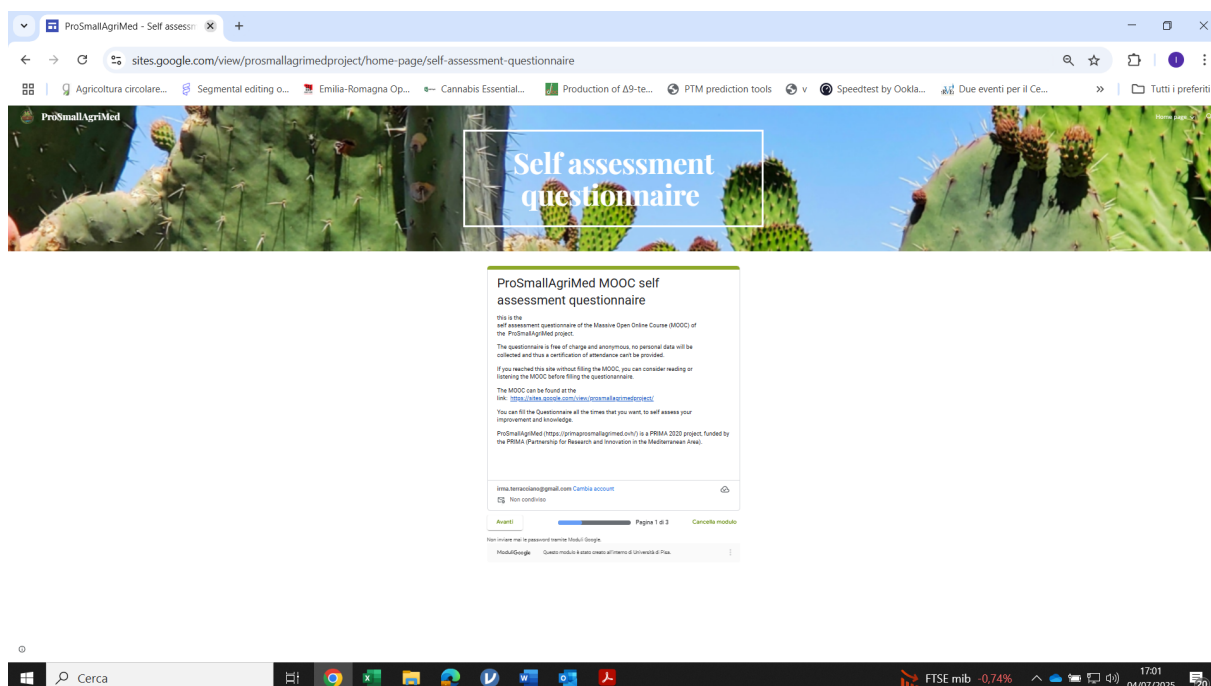 ProSmallAgriMed - Self assessn
sites.google.com/view/prosmallagrimedproject/home-page/self-assessment-questionnaire
Agricoltura circolare... Segmental editing o... Emilia-Romagna Op... Cannabis Essential... Production of Δ9-te... PTM prediction tools v Speedtest by Ookla... Due eventi per il Ce... » Tutti i preferiti
ProSmallAgriMed Home page
Self assessment
questionnaire
ProSmallAgriMed MOOC self
assessment questionnaire
this is the
self assessment questionnaire of the Massive Open Online Course (MOOC) of
the ProSmallAgriMed project.
The questionnaire is free of charge and anonymous, no personal data will be
collected and thus a certification of attendance can't be provided.
If you reached this site without filling the MOOC, you can consider reading or
listening the MOOC before filling the questionannaire.
The MOOC can be found at the
link: https://sites.google.com/view/prosmallagrimedproject/
You can fill the Questionnaire all the times that you want, to self assess your
improvement and knowledge.
ProSmallAgriMed (https://primaprosmallagrimed.ovh/) is a PRIMA 2020 project, funded by
the PRIMA (Partnership for Research and Innovation in the Mediterranean Area).
irma.terracciano@gmail.com Cambia account
Non condiviso
Avanti Pagina 1 di 3 Cancella modulo
Non inviare mai le password tramite Moduli Google.
Moduli Google Questo modulo è stato creato all'interno di Università di Pisa.
Cerca FTSE mib -0,74% 17:01
04/07/2025 20